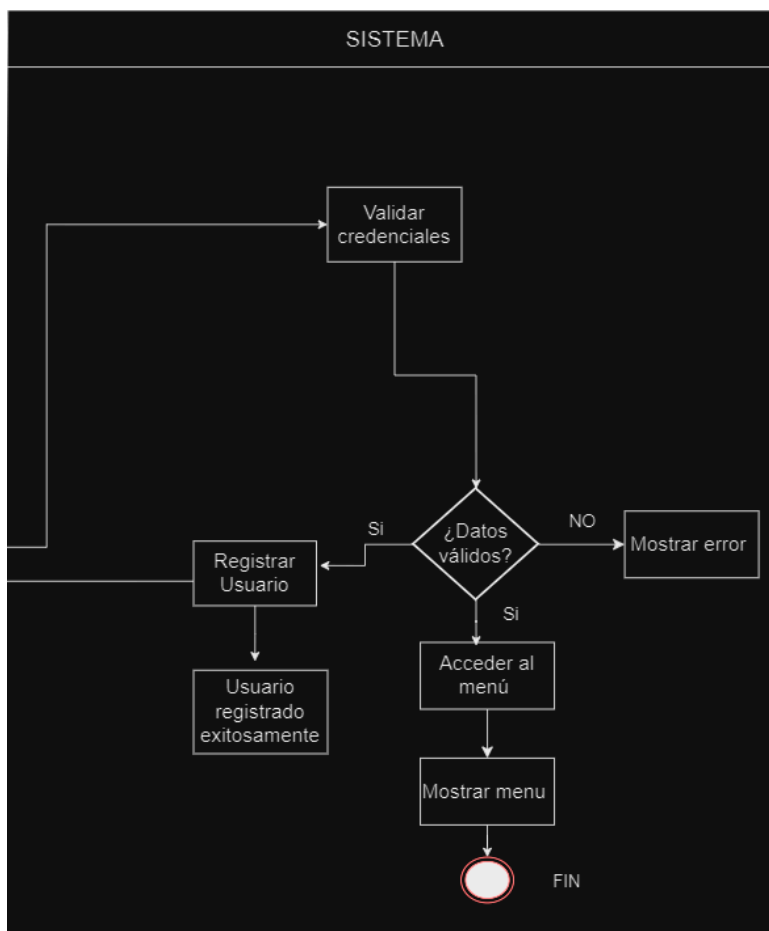 SISTEMA
Validar
credenciales
Si
¿Datos
válidos?
NO
Mostrar error
Registrar
Usuario
Si
Usuario
registrado
exitosamente
Acceder al
menú
Mostrar menu
FIN